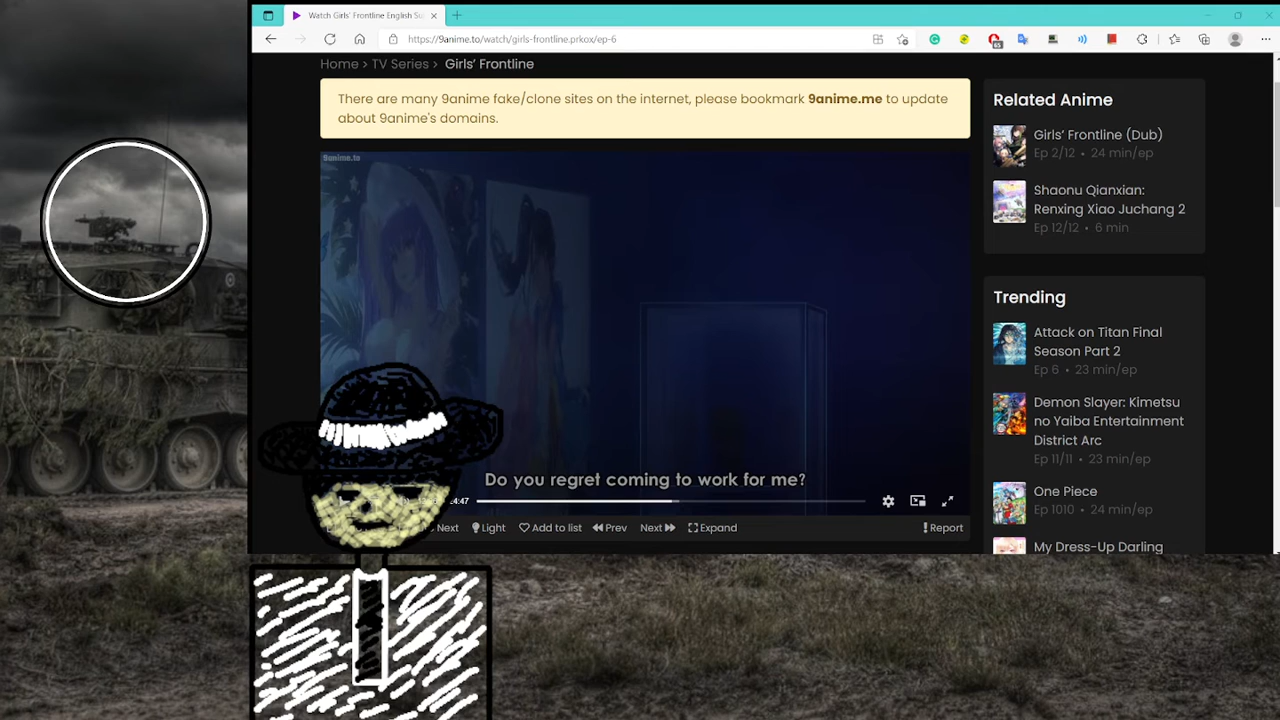 Watch Girls' Frontline English Su
https://9anime.to/watch/girls-frontline.prkox/ep-6
65
Home > TV Series > Girls' Frontline
There are many 9anime fake/clone sites on the internet, please bookmark 9anime.me to update
about 9anime's domains.
9anime.to
Do you regret coming to work for me?
4:47
Next Light Add to list Prev Next Expand Report
Related Anime
Girls' Frontline (Dub)
Ep 2/12 • 24 min/ep
Shaonu Qianxian:
Renxing Xiao Juchang 2
Ep 12/12 • 6 min
Trending
Attack on Titan Final
Season Part 2
Ep 6 • 23 min/ep
Demon Slayer: Kimetsu
no Yaiba Entertainment
District Arc
Ep 11/11 • 23 min/ep
One Piece
Ep 1010 • 24 min/ep
My Dress-Up Darling